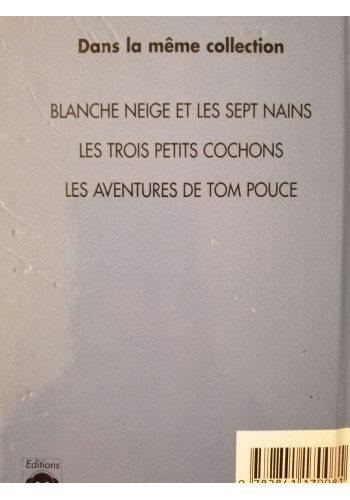 Dans la même collection
BLANCHE NEIGE ET LES SEPT NAINS
LES TROIS PETITS COCHONS
LES AVENTURES DE TOM POUCE
Editions